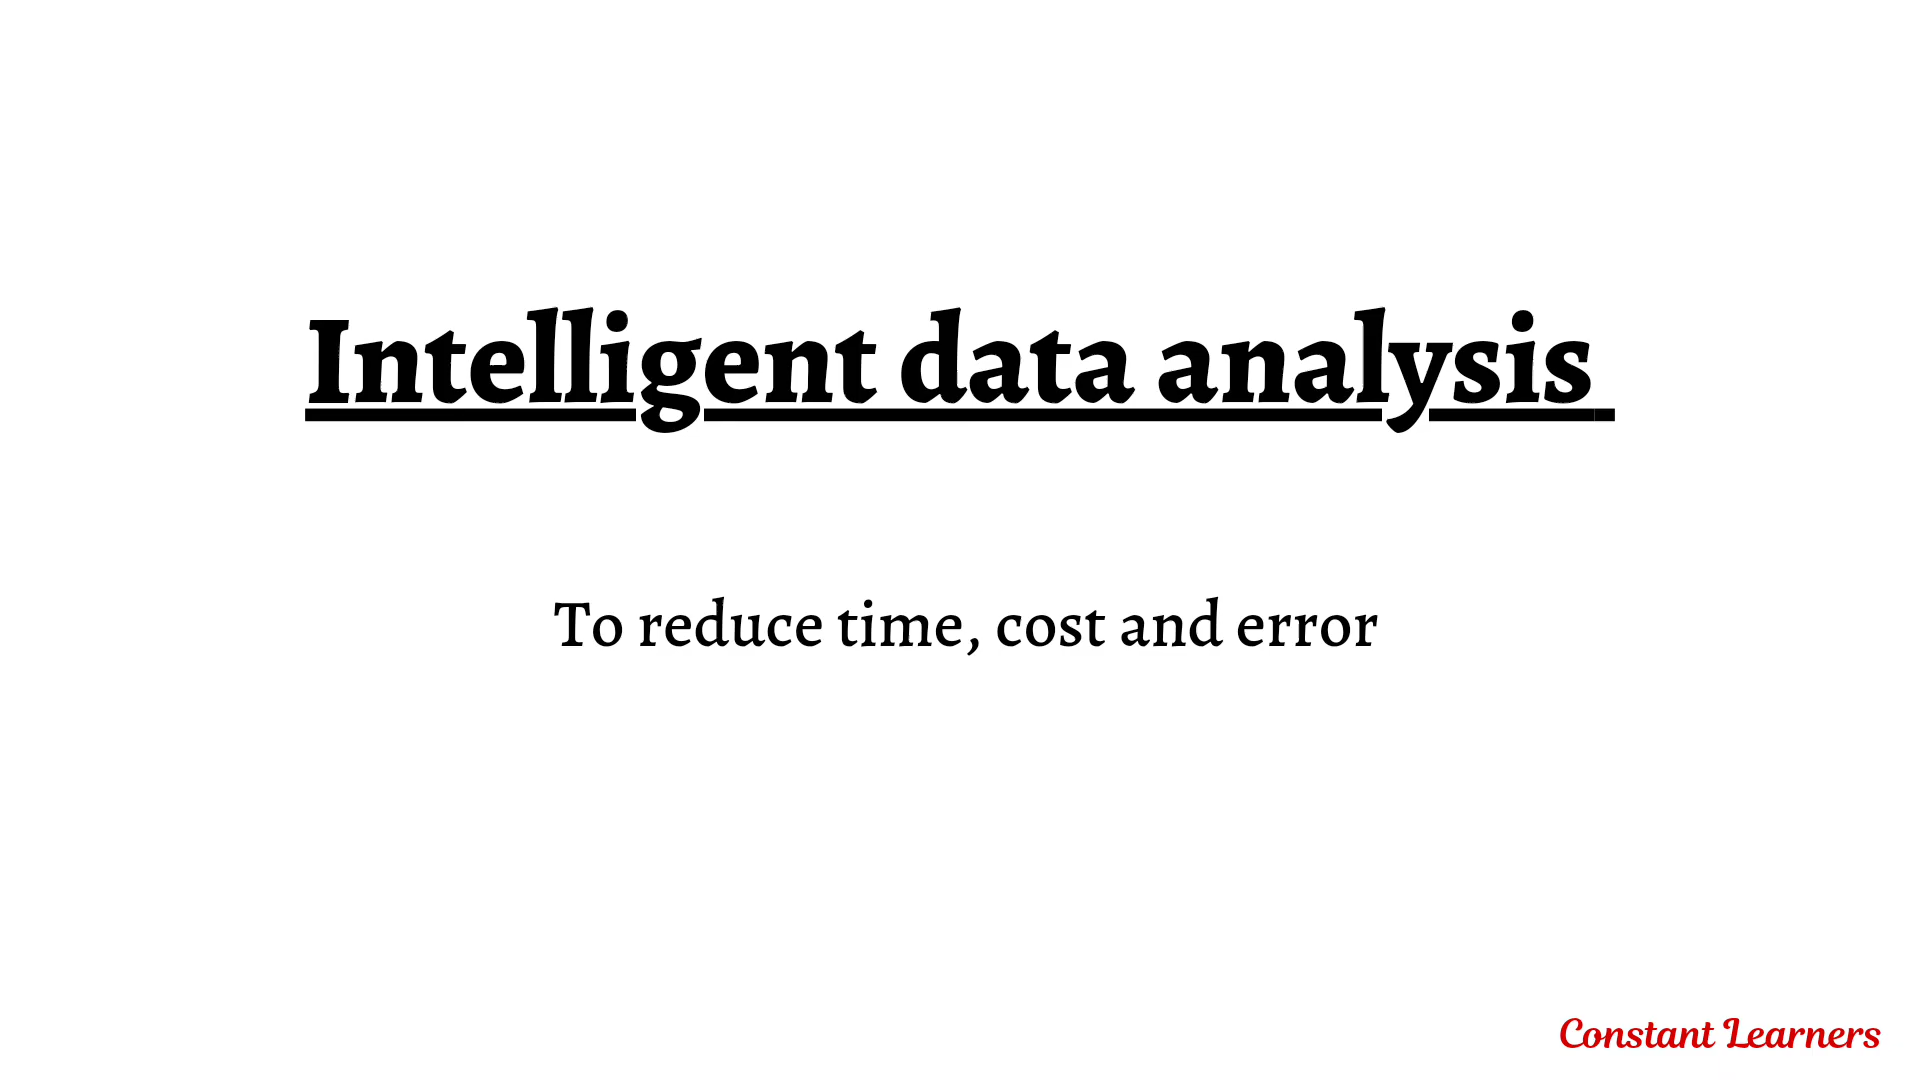 Intelligent data analysis
To reduce time, cost and error
Constant Learners